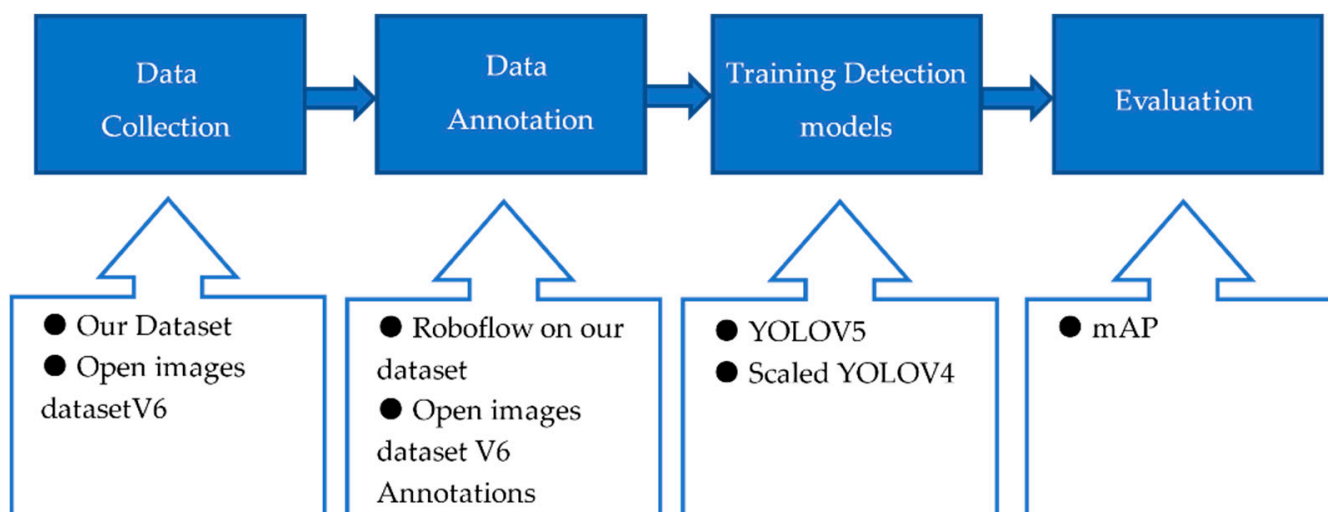 Data
Collection
Data
Annotation
Training Detection
models
Evaluation
● Our Dataset
● Open images
datasetV6
● Roboflow on our
dataset
● Open images
dataset V6
Annotations
● YOLOV5
● Scaled YOLOV4
● mAP